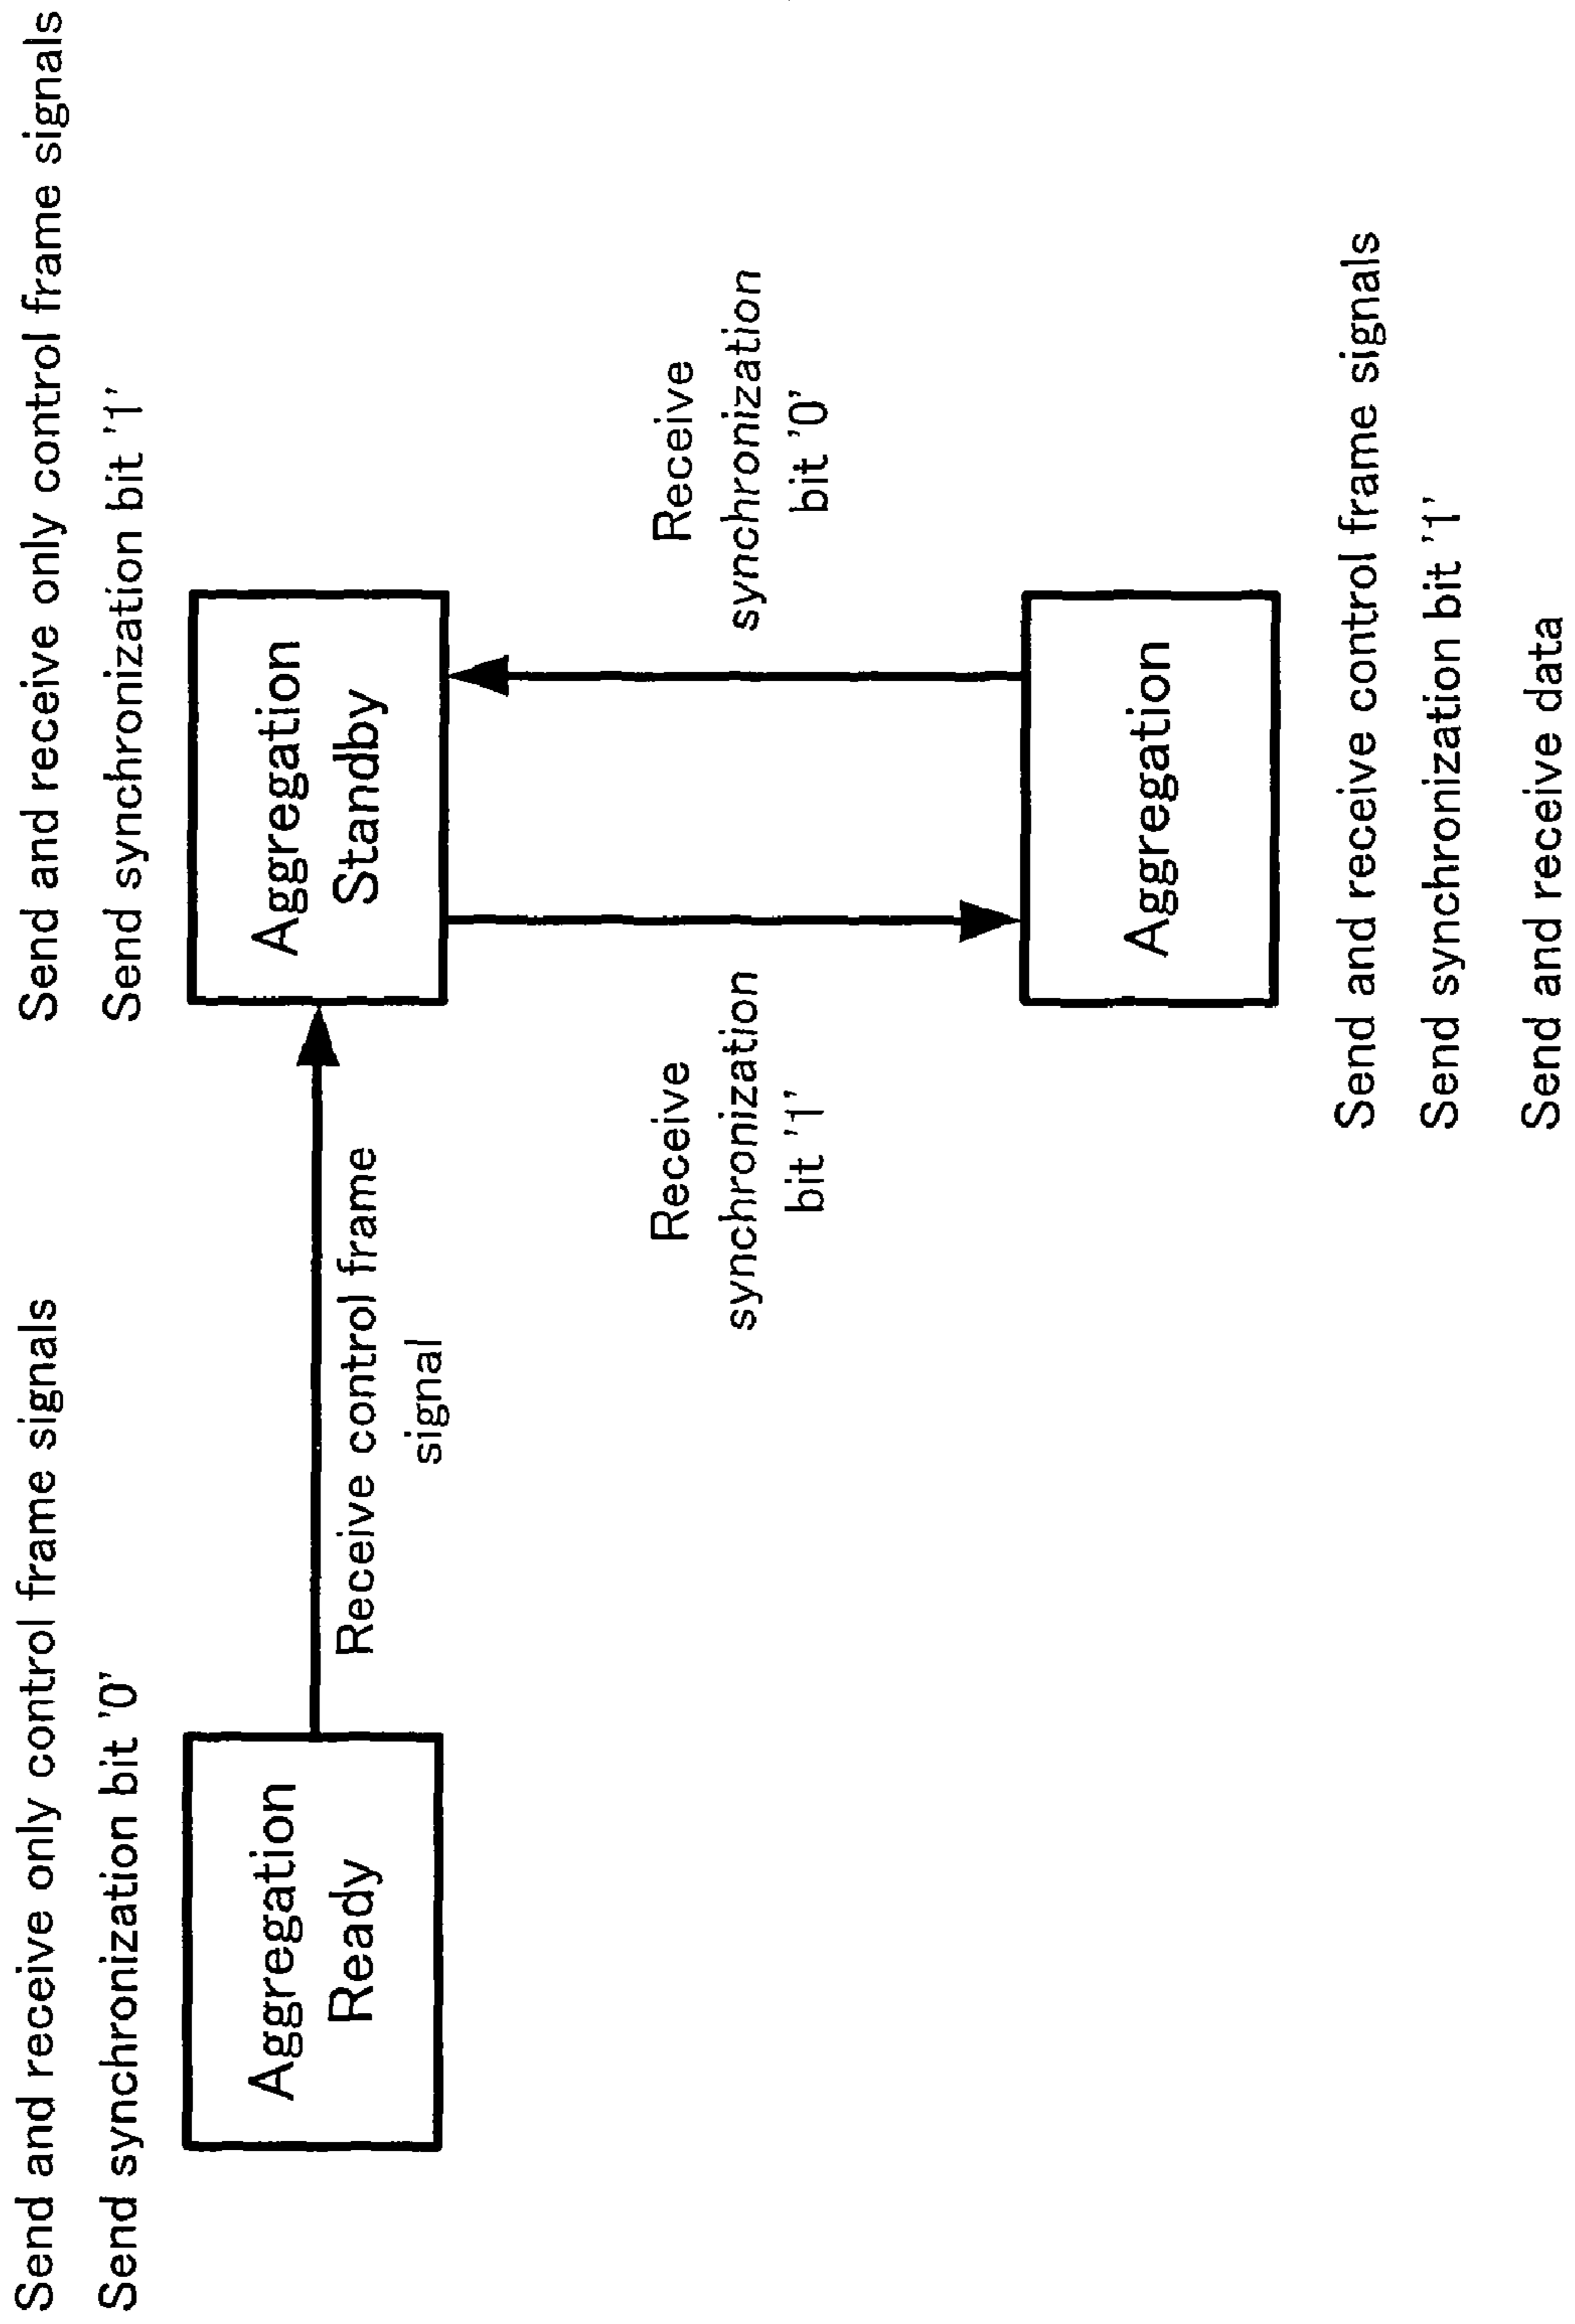 Send and receive only control frame signals
Send synchronization bit '0'
Aggregation
Ready
Receive control frame
signal
Send and receive only control frame signals
Send synchronization bit '1'
Aggregation
Standby
Receive
synchronization
bit '1'
Receive
synchronization
bit '0'
Aggregation
Send and receive control frame signals
Send synchronization bit '1'
Send and receive data